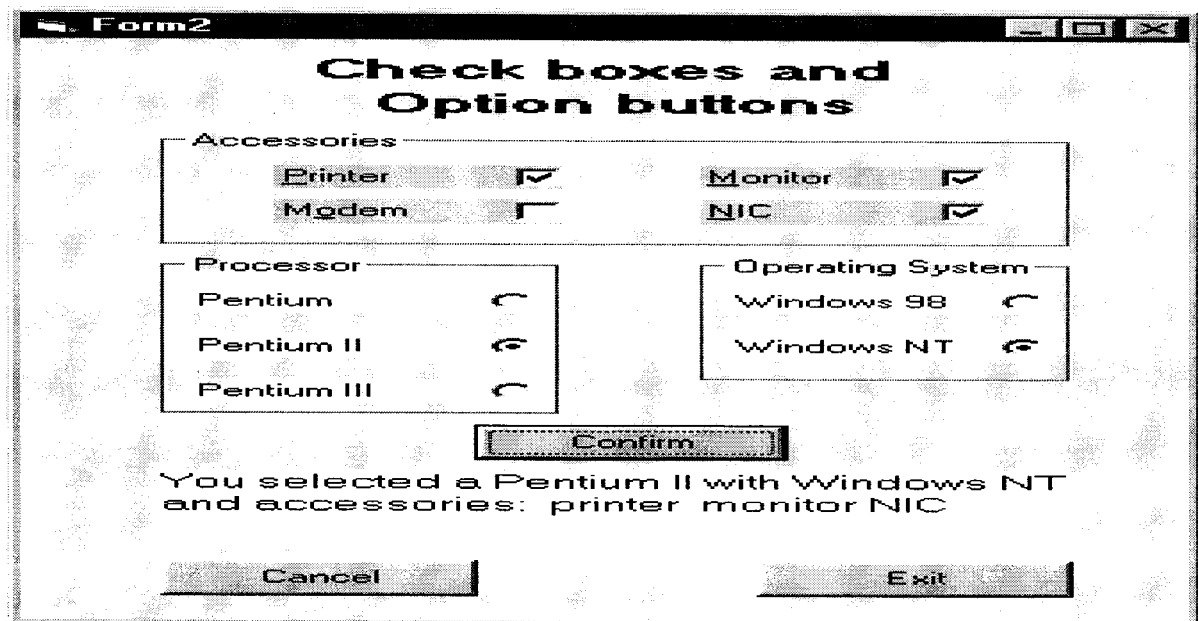 Form2
Check boxes and
Option buttons
Accessories
Printer Monitor
Modem NIC
Processor Operating System
Pentium Windows 98
Pentium II Windows NT
Pentium III
Confirm
You selected a Pentium II with Windows NT
and accessories: printer monitor NIC
Cancel Exit